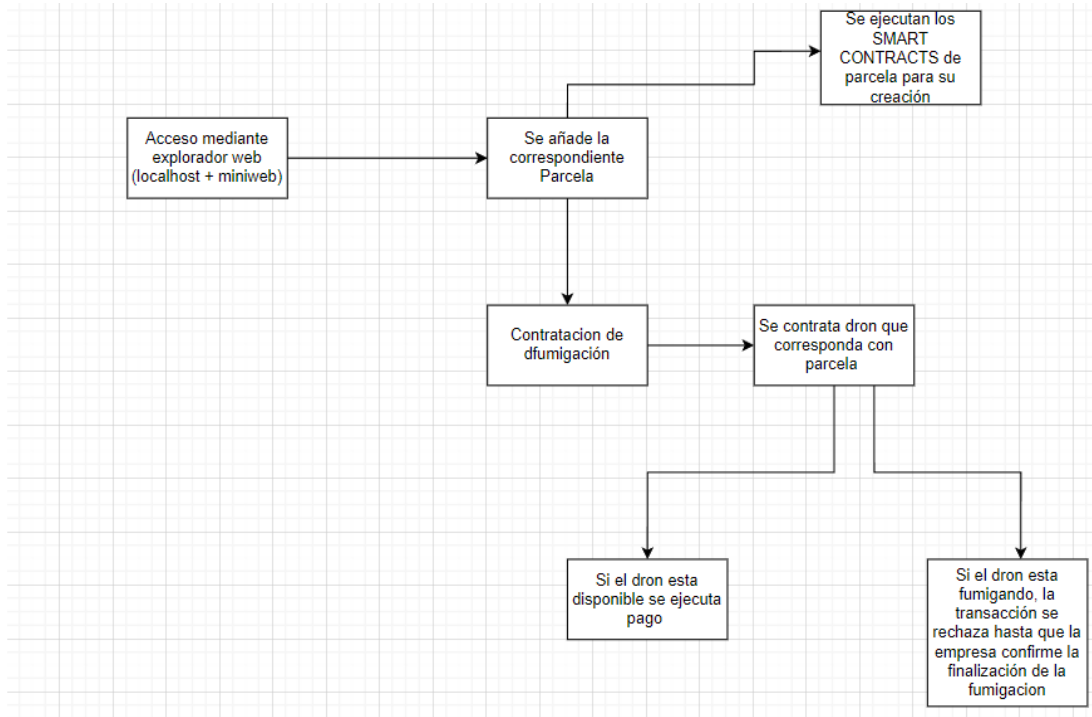 Se ejecutan los
SMART
CONTRACTS de
parcela para su
creación
Acceso mediante
explorador web
(localhost + miniweb)
Se añade la
correspondiente
Parcela
Contratacion de
dfumigación
Se contrata dron que
corresponda con
parcela
Si el dron esta
disponible se ejecuta
pago
Si el dron esta
fumigando, la
transacción se
rechaza hasta que la
empresa confirme la
finalización de la
fumigacion